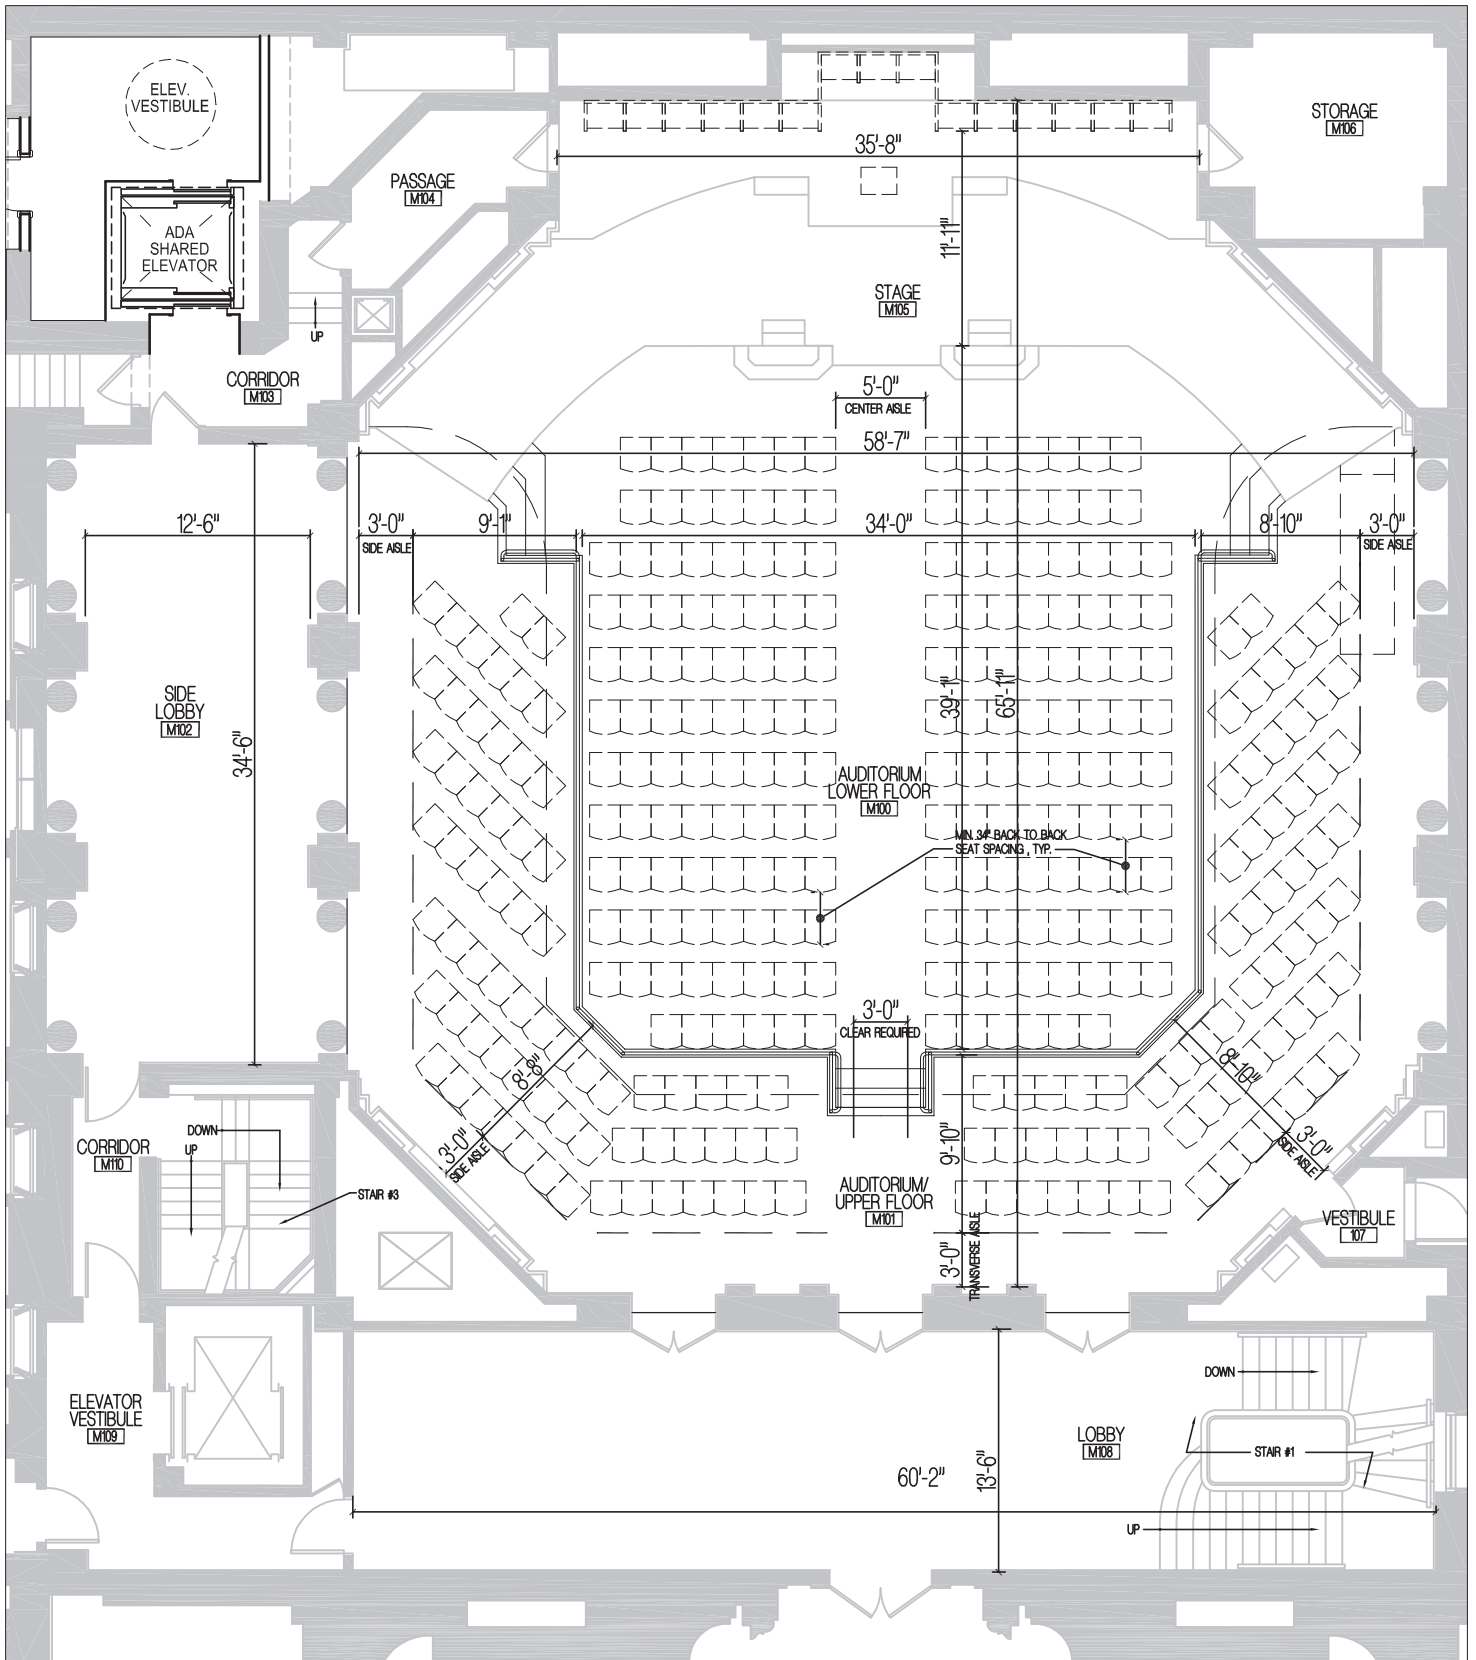 ELEV.
VESTIBULE
STORAGE
M106
35'-8"
PASSAGE
M104
ADA
SHARED
ELEVATOR
11'-11"
STAGE
M105
UP
CORRIDOR
M103
5'-0"
CENTER AISLE
58'-7"
12'-6"
3'-0"
SIDE AISLE
9'-1"
34'-0"
8'-10"
3'-0"
SIDE AISLE
SIDE
LOBBY
M102
34'-6"
39'-1"
65'-11"
AUDITORIUM
LOWER FLOOR
M100
MIN. 34" BACK TO BACK
SEAT SPACING, TYP.
3'-0"
CLEAR REQUIRED
8'-8"
8'-10"
3'-0"
SIDE AISLE
9'-10"
3'-0"
SIDE AISLE
CORRIDOR
M110
DOWN
UP
STAIR #3
AUDITORIUM/
UPPER FLOOR
M101
VESTIBULE
107
3'-0"
TRANSVERSE AISLE
ELEVATOR
VESTIBULE
M109
DOWN
LOBBY
M108
STAIR #1
60'-2"
13'-6"
UP